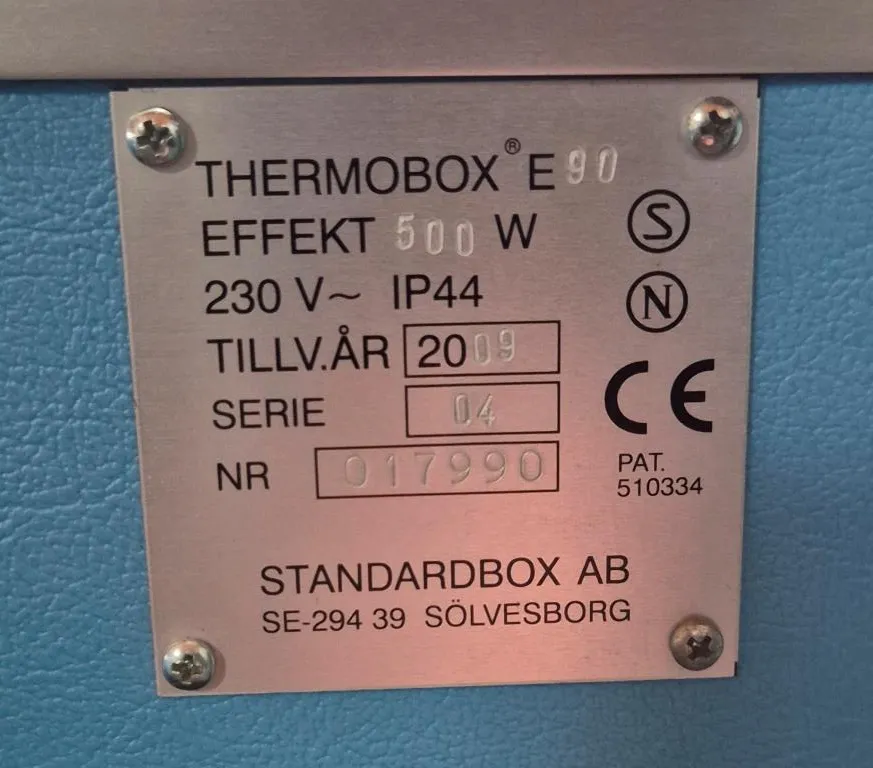 THERMOBOX® E 90
EFFEKT 500 W
230 V~ IP44
TILLV.ÅR 2009
SERIE 04
NR 017990
S
N
CE
PAT.
510334
STANDARDBOX AB
SE-294 39 SÖLVESBORG